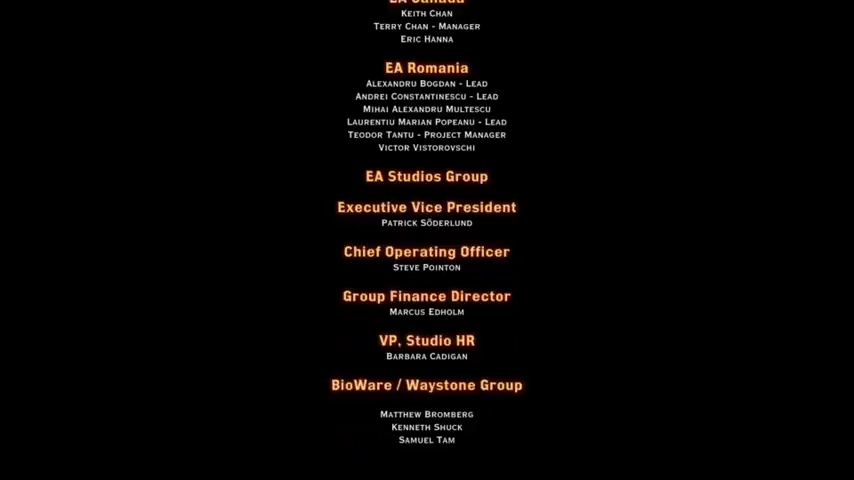 EA Canada
KEITH CHAN
TERRY CHAN - MANAGER
ERIC HANNA
EA Romania
ALEXANDRU BOGDAN - LEAD
ANDREI CONSTANTINESCU - LEAD
MIHAI ALEXANDRU MULTESCU
LAURENTIU MARIAN POPEANU - LEAD
TEODOR TANTU - PROJECT MANAGER
VICTOR VISTOROVSCHI
EA Studios Group
Executive Vice President
PATRICK SÖDERLUND
Chief Operating Officer
STEVE POINTON
Group Finance Director
MARCUS EDHOLM
VP, Studio HR
BARBARA CADIGAN
BioWare / Waystone Group
MATTHEW BROMBERG
KENNETH SHUCK
SAMUEL TAM